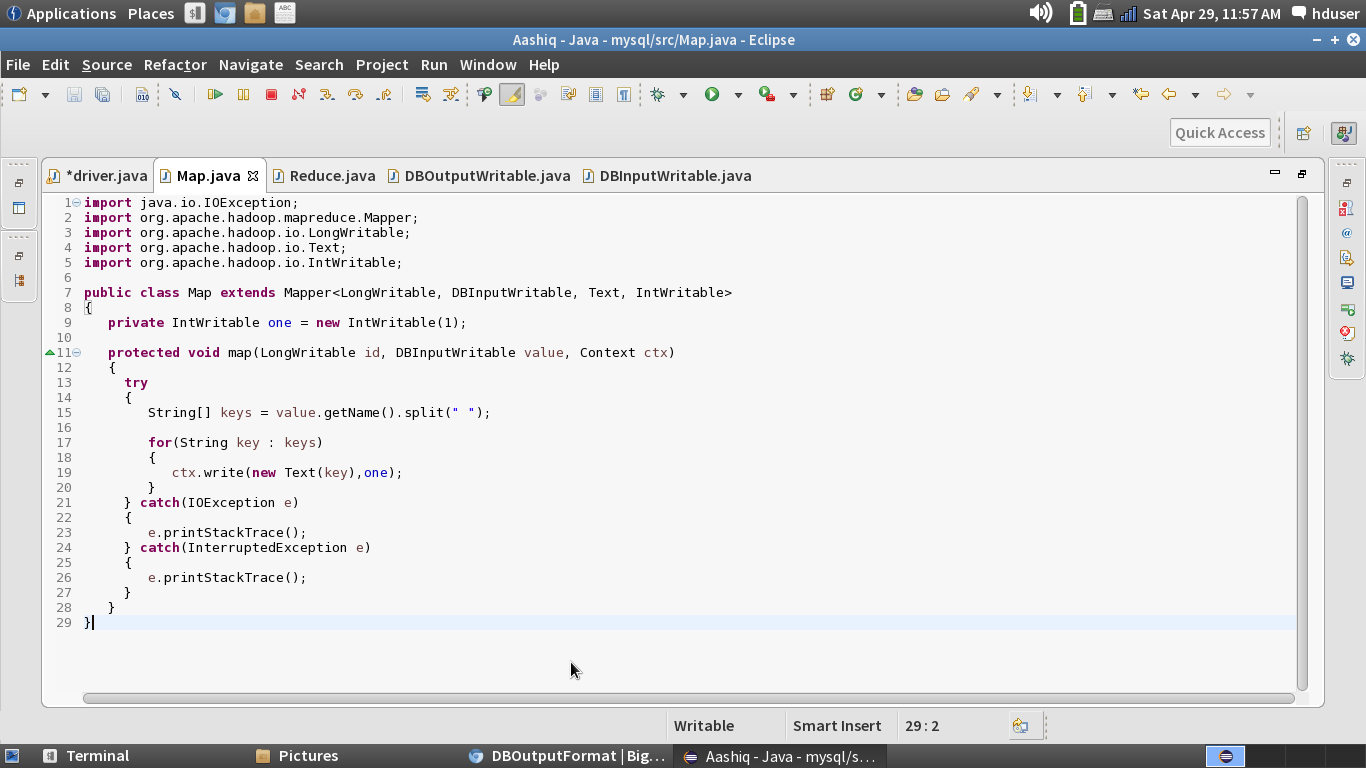 Applications Places ABC Sat Apr 29, 11:57 AM hduser
Aashiq - Java - mysql/src/Map.java - Eclipse
File Edit Source Refactor Navigate Search Project Run Window Help
010
Quick Access
*driver.java Map.java Reduce.java DBOutputWritable.java DBInputWritable.java
1 import java.io.IOException;
2 import org.apache.hadoop.mapreduce.Mapper;
3 import org.apache.hadoop.io.LongWritable;
4 import org.apache.hadoop.io.Text;
5 import org.apache.hadoop.io.IntWritable;
6
7 public class Map extends Mapper<LongWritable, DBInputWritable, Text, IntWritable>
8 {
9 private IntWritable one = new IntWritable(1);
10
11 protected void map(LongWritable id, DBInputWritable value, Context ctx)
12 {
13 try
14 {
15 String[] keys = value.getName().split(" ");
16
17 for(String key : keys)
18 {
19 ctx.write(new Text(key),one);
20 }
21 } catch(IOException e)
22 {
23 e.printStackTrace();
24 } catch(InterruptedException e)
25 {
26 e.printStackTrace();
27 }
28 }
29 }
Writable Smart Insert 29 : 2
Terminal Pictures DBOutputFormat | Big... Aashiq - Java - mysql/s...